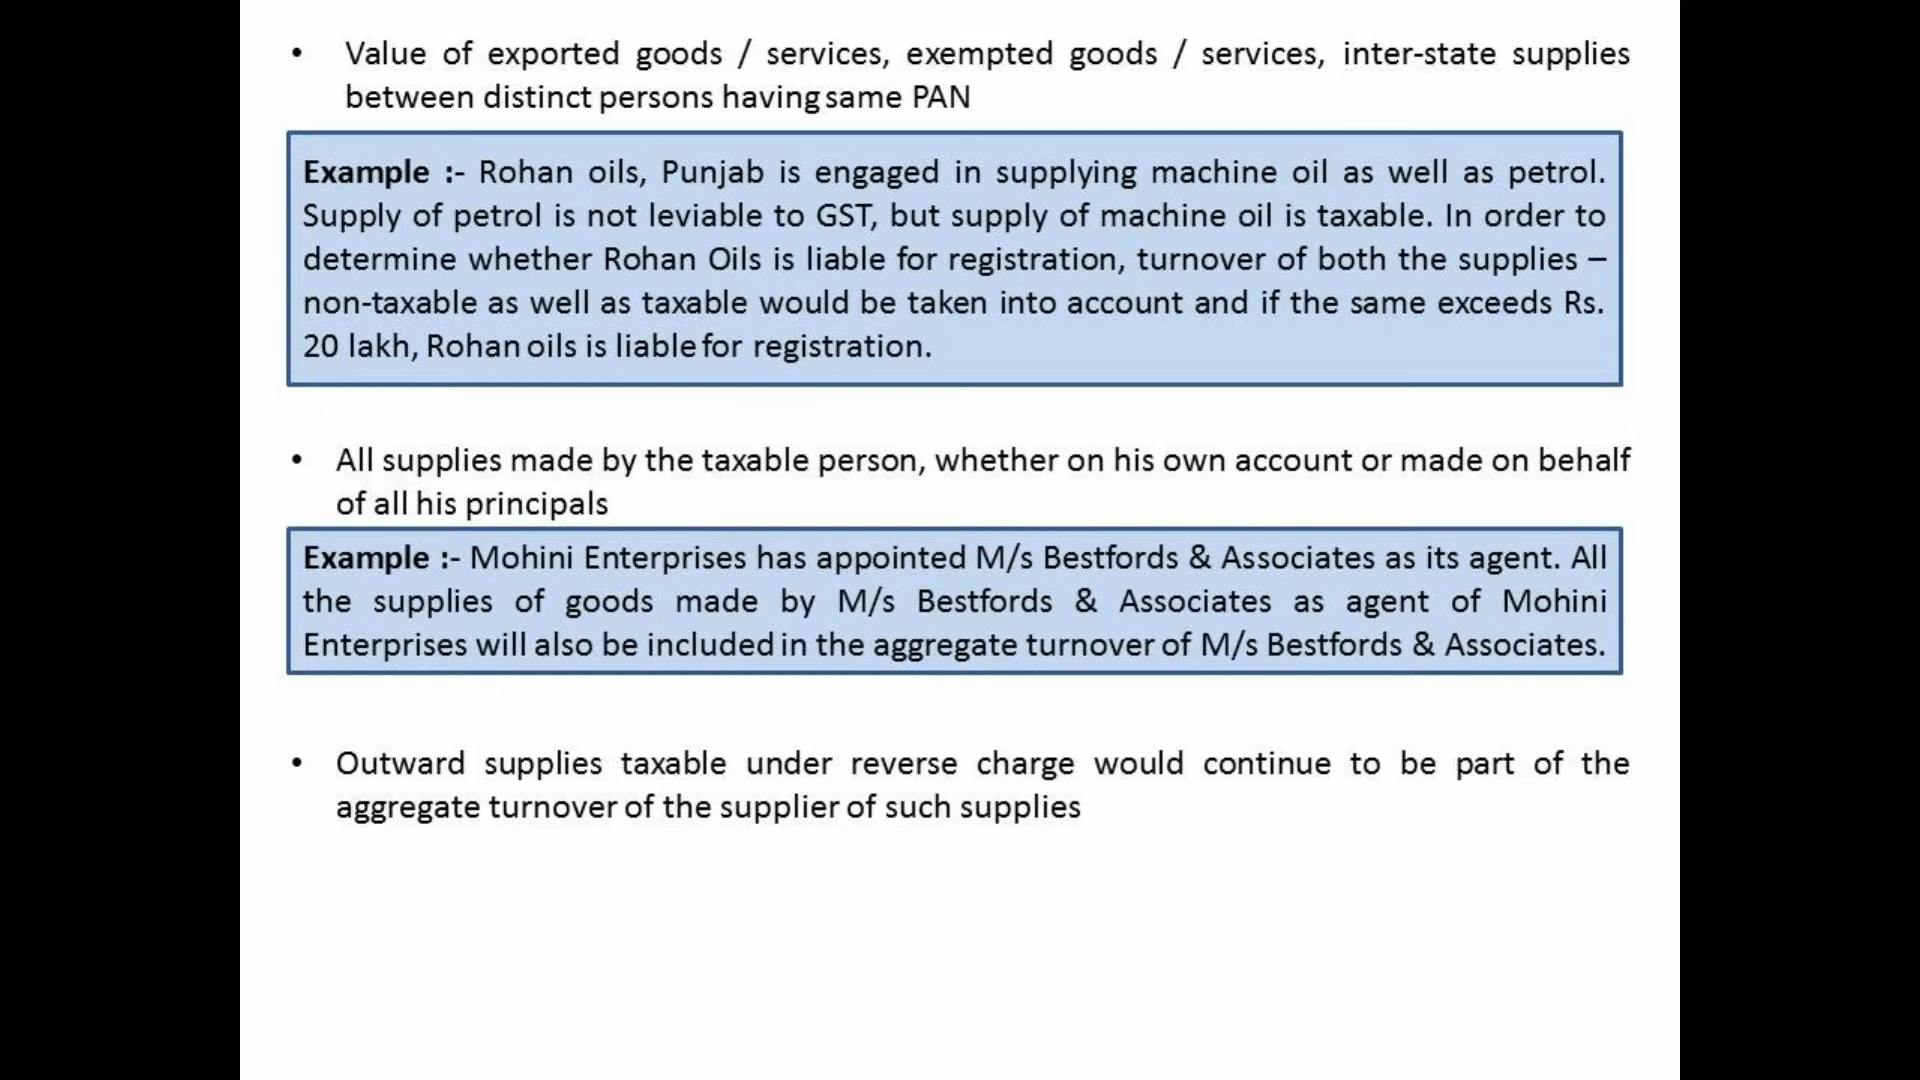 • Value of exported goods / services, exempted goods / services, inter-state supplies
between distinct persons having same PAN
Example :- Rohan oils, Punjab is engaged in supplying machine oil as well as petrol.
Supply of petrol is not leviable to GST, but supply of machine oil is taxable. In order to
determine whether Rohan Oils is liable for registration, turnover of both the supplies –
non-taxable as well as taxable would be taken into account and if the same exceeds Rs.
20 lakh, Rohan oils is liable for registration.
• All supplies made by the taxable person, whether on his own account or made on behalf
of all his principals
Example :- Mohini Enterprises has appointed M/s Bestfords & Associates as its agent. All
the supplies of goods made by M/s Bestfords & Associates as agent of Mohini
Enterprises will also be included in the aggregate turnover of M/s Bestfords & Associates.
• Outward supplies taxable under reverse charge would continue to be part of the
aggregate turnover of the supplier of such supplies